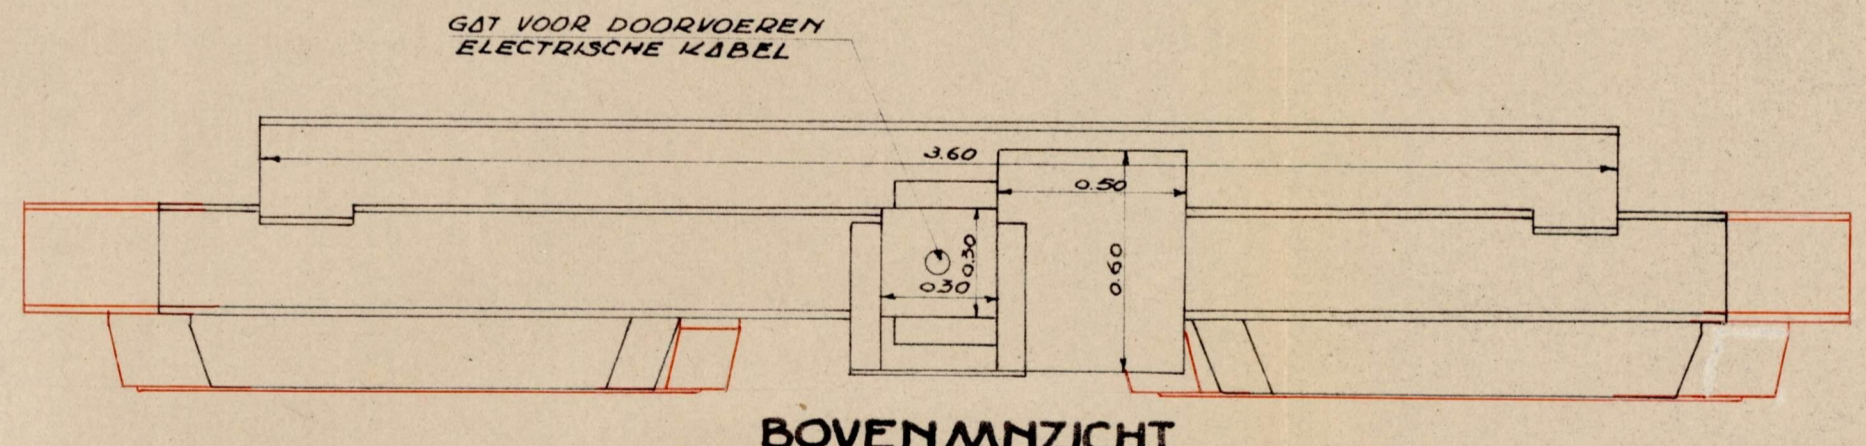 GAT VOOR DOORVOEREN
ELECTRISCHE KABEL
3.60
0.50
0.30
0.30
0.60
BOVENAANZICHT